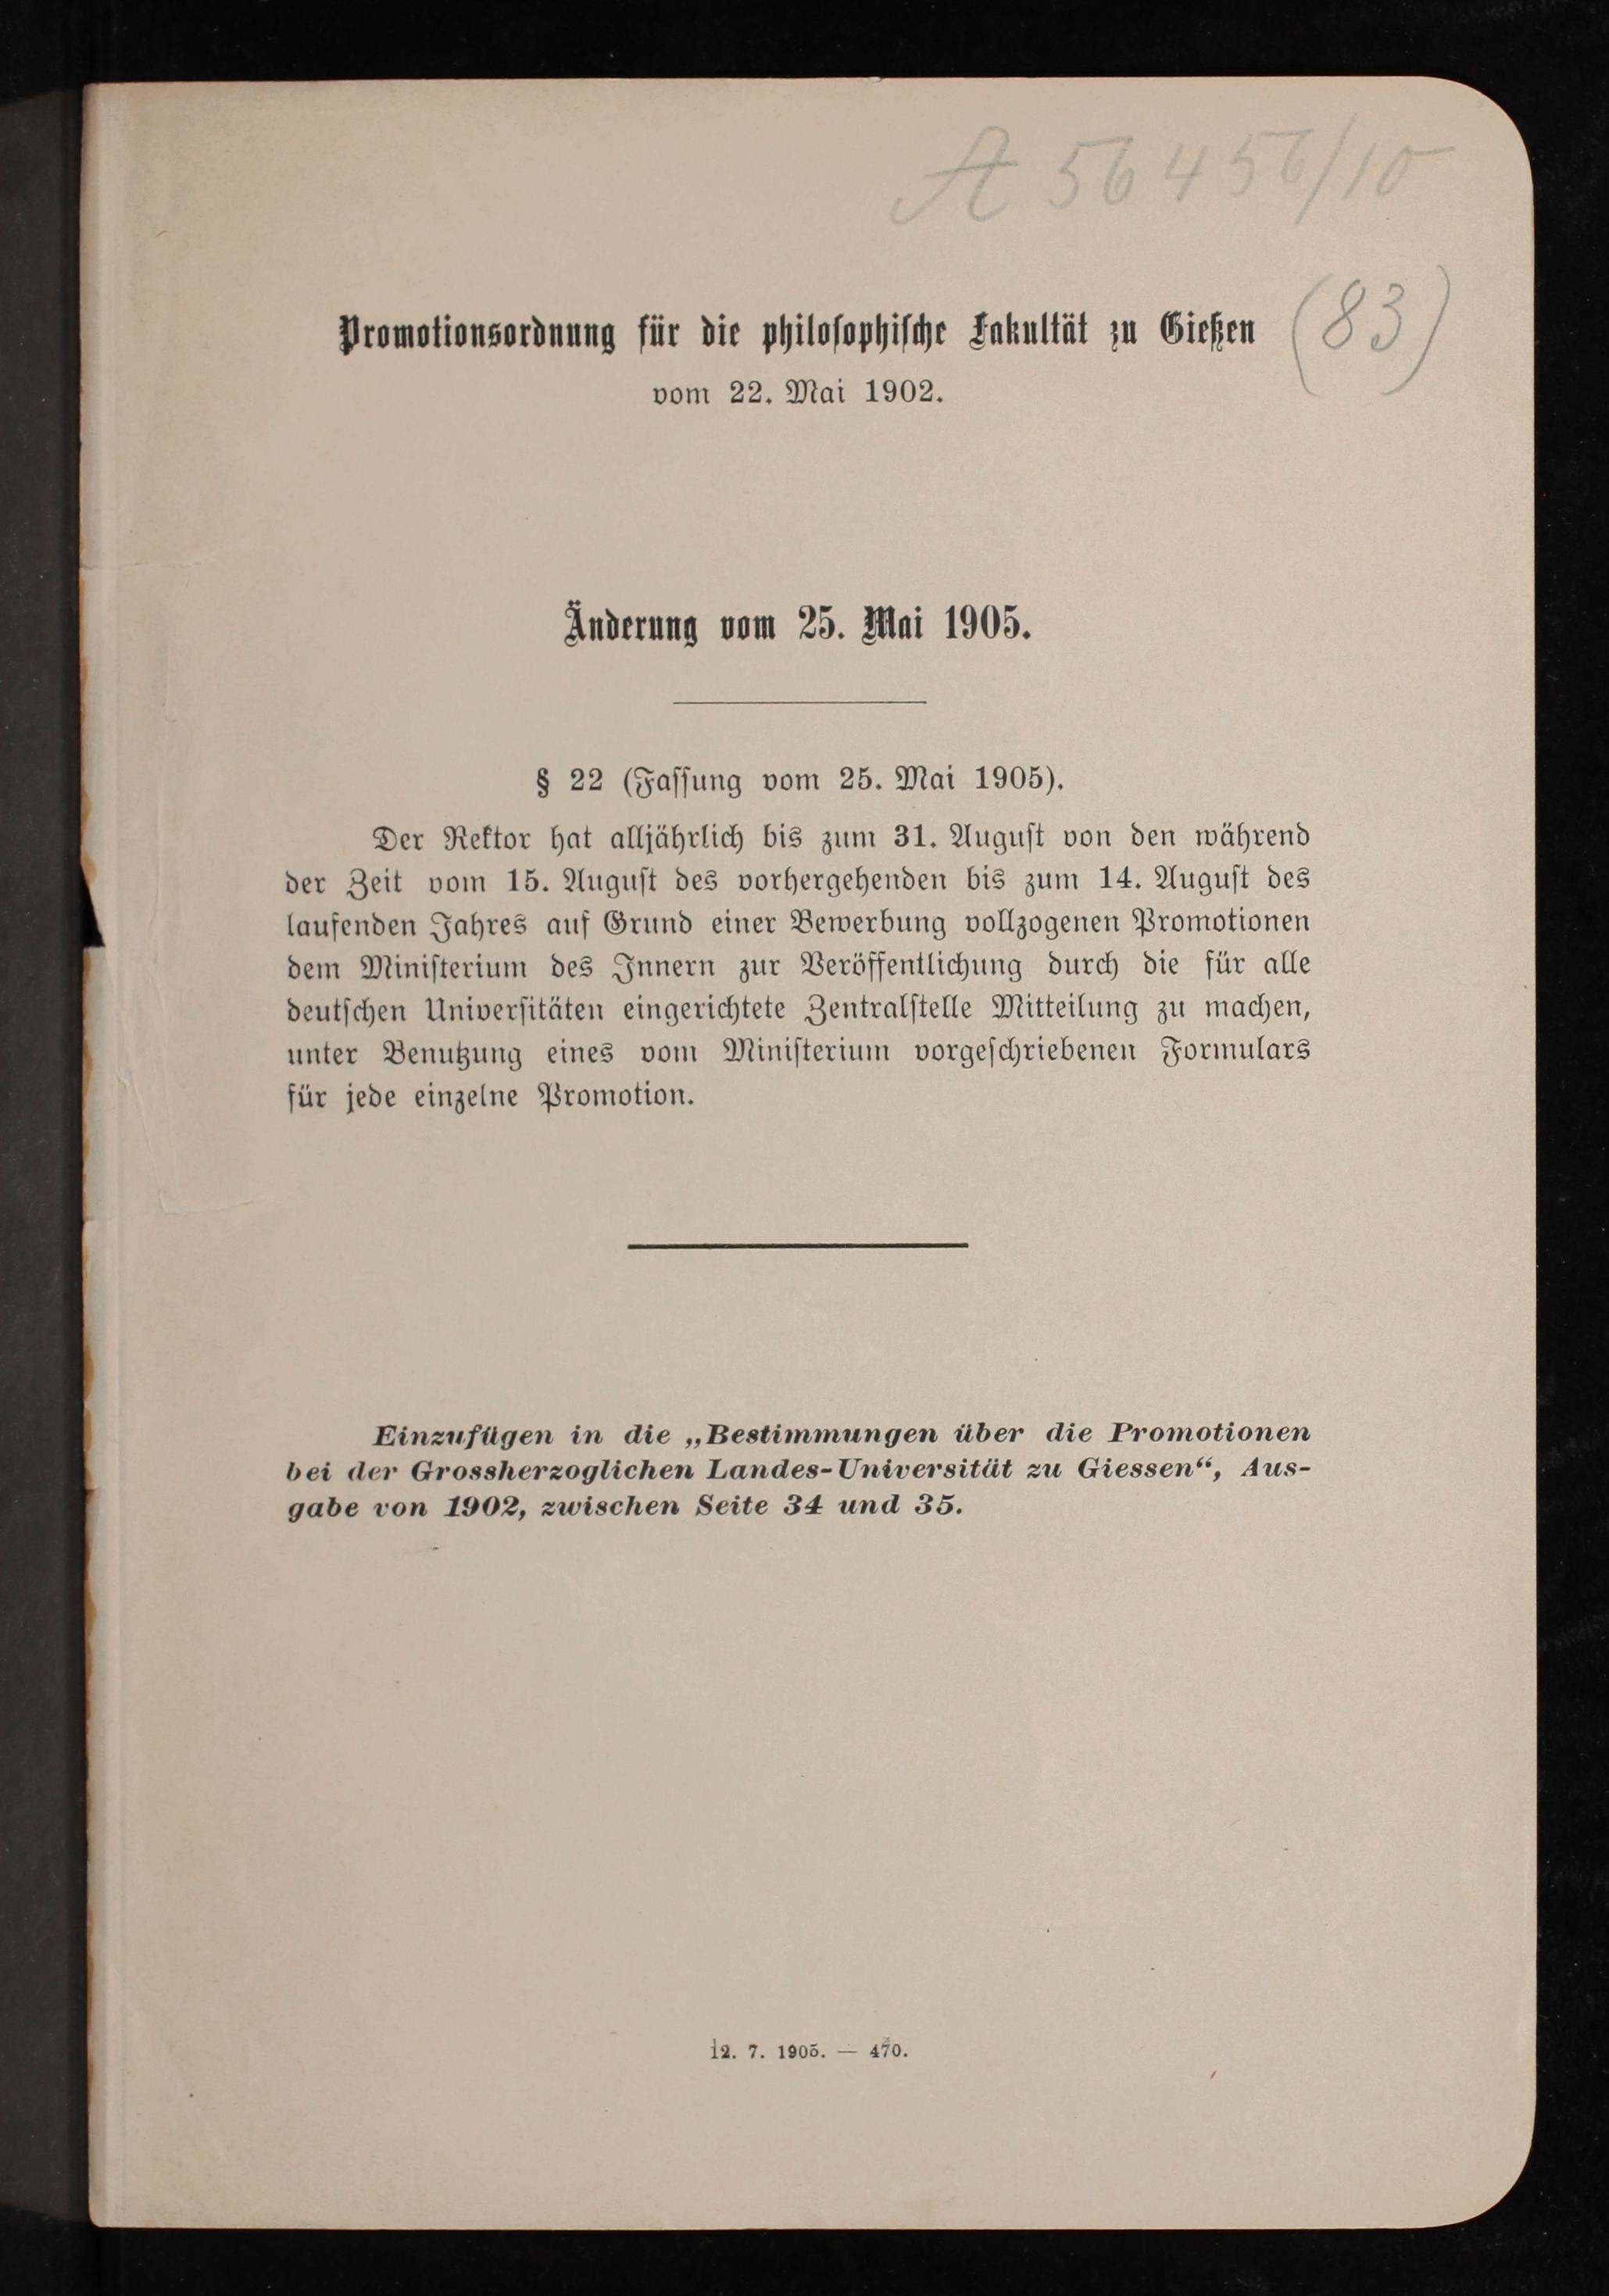 A 56456/10
(83)
Promotionsordnung für die philosophische Fakultät zu Gießen
vom 22. Mai 1902.
Änderung vom 25. Mai 1905.
§ 22 (Fassung vom 25. Mai 1905).
Der Rektor hat alljährlich bis zum 31. August von den während
der Zeit vom 15. August des vorhergehenden bis zum 14. August des
laufenden Jahres auf Grund einer Bewerbung vollzogenen Promotionen
dem Ministerium des Innern zur Veröffentlichung durch die für alle
deutschen Universitäten eingerichtete Zentralstelle Mitteilung zu machen,
unter Benutzung eines vom Ministerium vorgeschriebenen Formulars
für jede einzelne Promotion.
Einzufügen in die „Bestimmungen über die Promotionen
bei der Grossherzoglichen Landes-Universität zu Giessen“, Aus-
gabe von 1902, zwischen Seite 34 und 35.
12. 7. 1905. — 470.